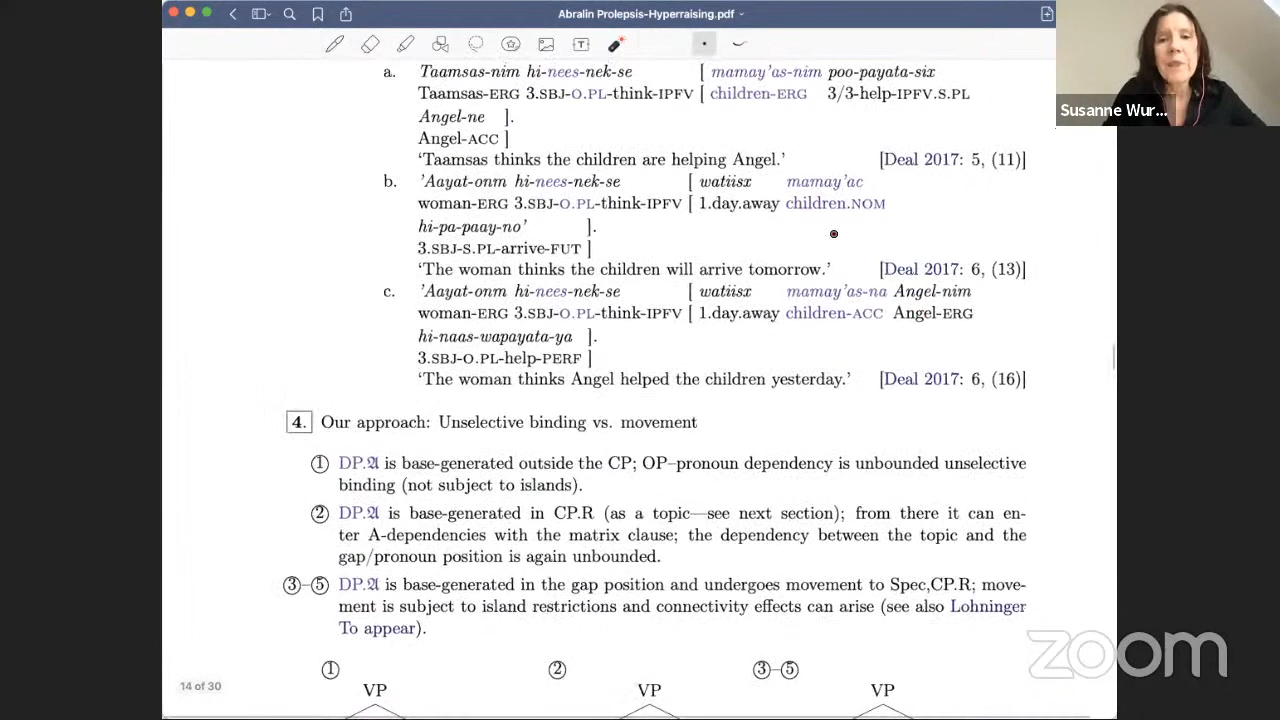 Abralin Prolepsis-Hyperraising.pdf
a. Taamsas-nim hi-nees-nek-se [ mamay'as-nim poo-payata-six
Taamsas-ERG 3.SBJ-O.PL-think-IPFV [ children-ERG 3/3-help-IPFV.S.PL
Angel-ne ].
Angel-ACC ]
‘Taamsas thinks the children are helping Angel.’ [Deal 2017: 5, (11)]
b. 'Aayat-onm hi-nees-nek-se [ watiisx mamay'ac
woman-ERG 3.SBJ-O.PL-think-IPFV [ 1.day.away children.NOM
hi-pa-paay-no' ].
3.SBJ-S.PL-arrive-FUT ]
‘The woman thinks the children will arrive tomorrow.’ [Deal 2017: 6, (13)]
c. 'Aayat-onm hi-nees-nek-se [ watiisx mamay'as-na Angel-nim
woman-ERG 3.SBJ-O.PL-think-IPFV [ 1.day.away children-ACC Angel-ERG
hi-naas-wapayata-ya ].
3.SBJ-O.PL-help-PERF ]
‘The woman thinks Angel helped the children yesterday.’ [Deal 2017: 6, (16)]
4. Our approach: Unselective binding vs. movement
① DP.𝔄 is base-generated outside the CP; OP–pronoun dependency is unbounded unselective
binding (not subject to islands).
② DP.𝔄 is base-generated in CP.R (as a topic—see next section); from there it can en-
ter A-dependencies with the matrix clause; the dependency between the topic and the
gap/pronoun position is again unbounded.
③–⑤ DP.𝔄 is base-generated in the gap position and undergoes movement to Spec,CP.R; move-
ment is subject to island restrictions and connectivity effects can arise (see also Lohninger
To appear).
① ② ③–⑤
VP VP VP
14 of 30
Susanne Wur...
zoom